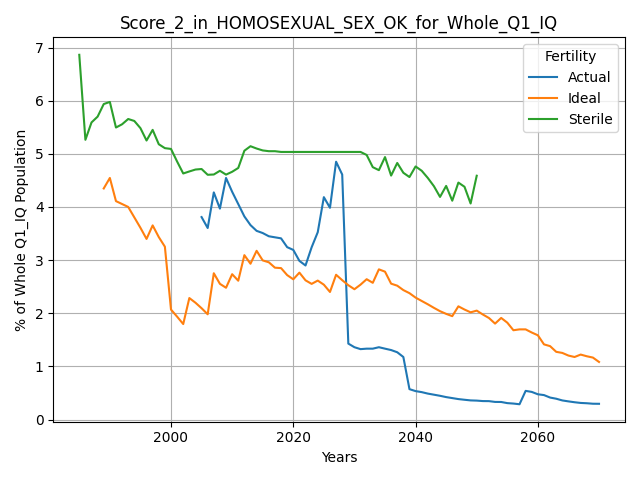 Score_2_in_HOMOSEXUAL_SEX_OK_for_Whole_Q1_IQ
Fertility
Actual
Ideal
Sterile
% of Whole Q1_IQ Population
7
6
5
4
3
2
1
0
2000 2020 2040 2060
Years